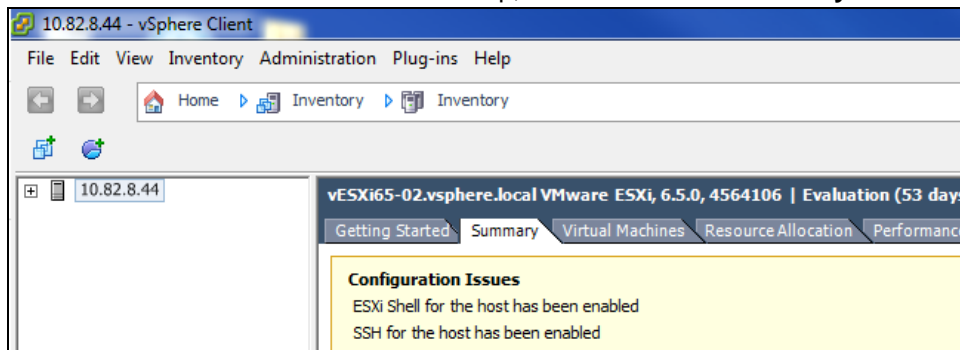 10.82.8.44 - vSphere Client
File Edit View Inventory Administration Plug-ins Help
Home Inventory Inventory
10.82.8.44
vESXi65-02.vsphere.local VMware ESXi, 6.5.0, 4564106 | Evaluation (53 days
Getting Started Summary Virtual Machines Resource Allocation Performance
Configuration Issues
ESXi Shell for the host has been enabled
SSH for the host has been enabled